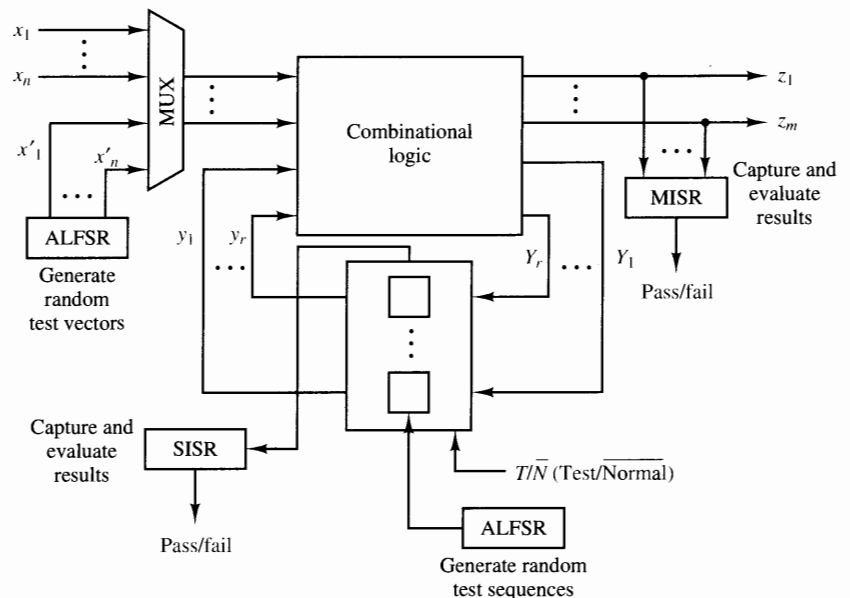 x1
xn
x'1
x'n
MUX
ALFSR
Generate
random
test vectors
Combinational
logic
y1
yr
Yr
Y1
z1
zm
MISR
Capture and
evaluate
results
Pass/fail
Capture and
evaluate
results
SISR
Pass/fail
T/N̅ (Test/N̅o̅r̅m̅a̅l̅)
ALFSR
Generate random
test sequences